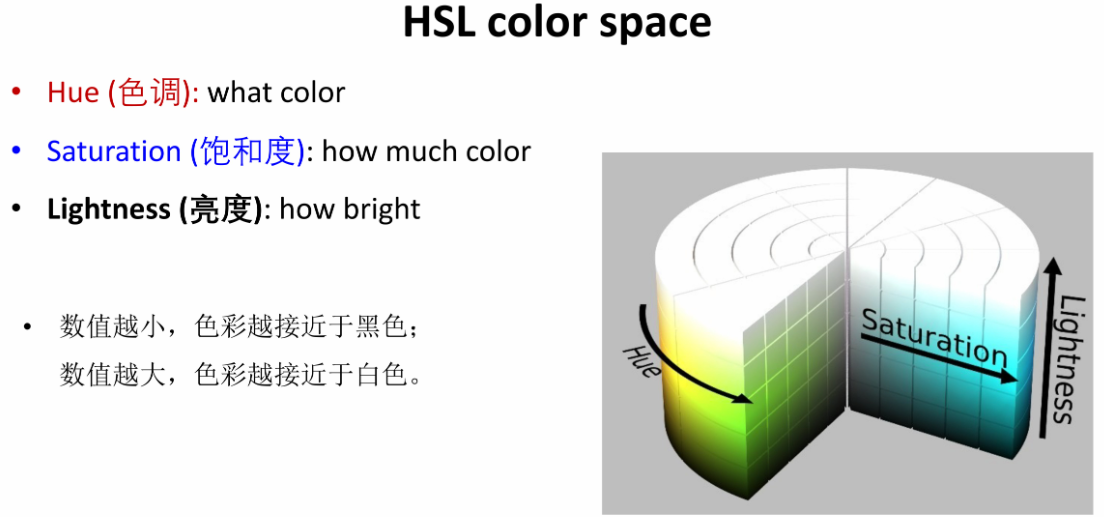 HSL color space
• Hue (色调): what color
• Saturation (饱和度): how much color
• Lightness (亮度): how bright
• 数值越小，色彩越接近于黑色；
数值越大，色彩越接近于白色。
Hue
Saturation
Lightness